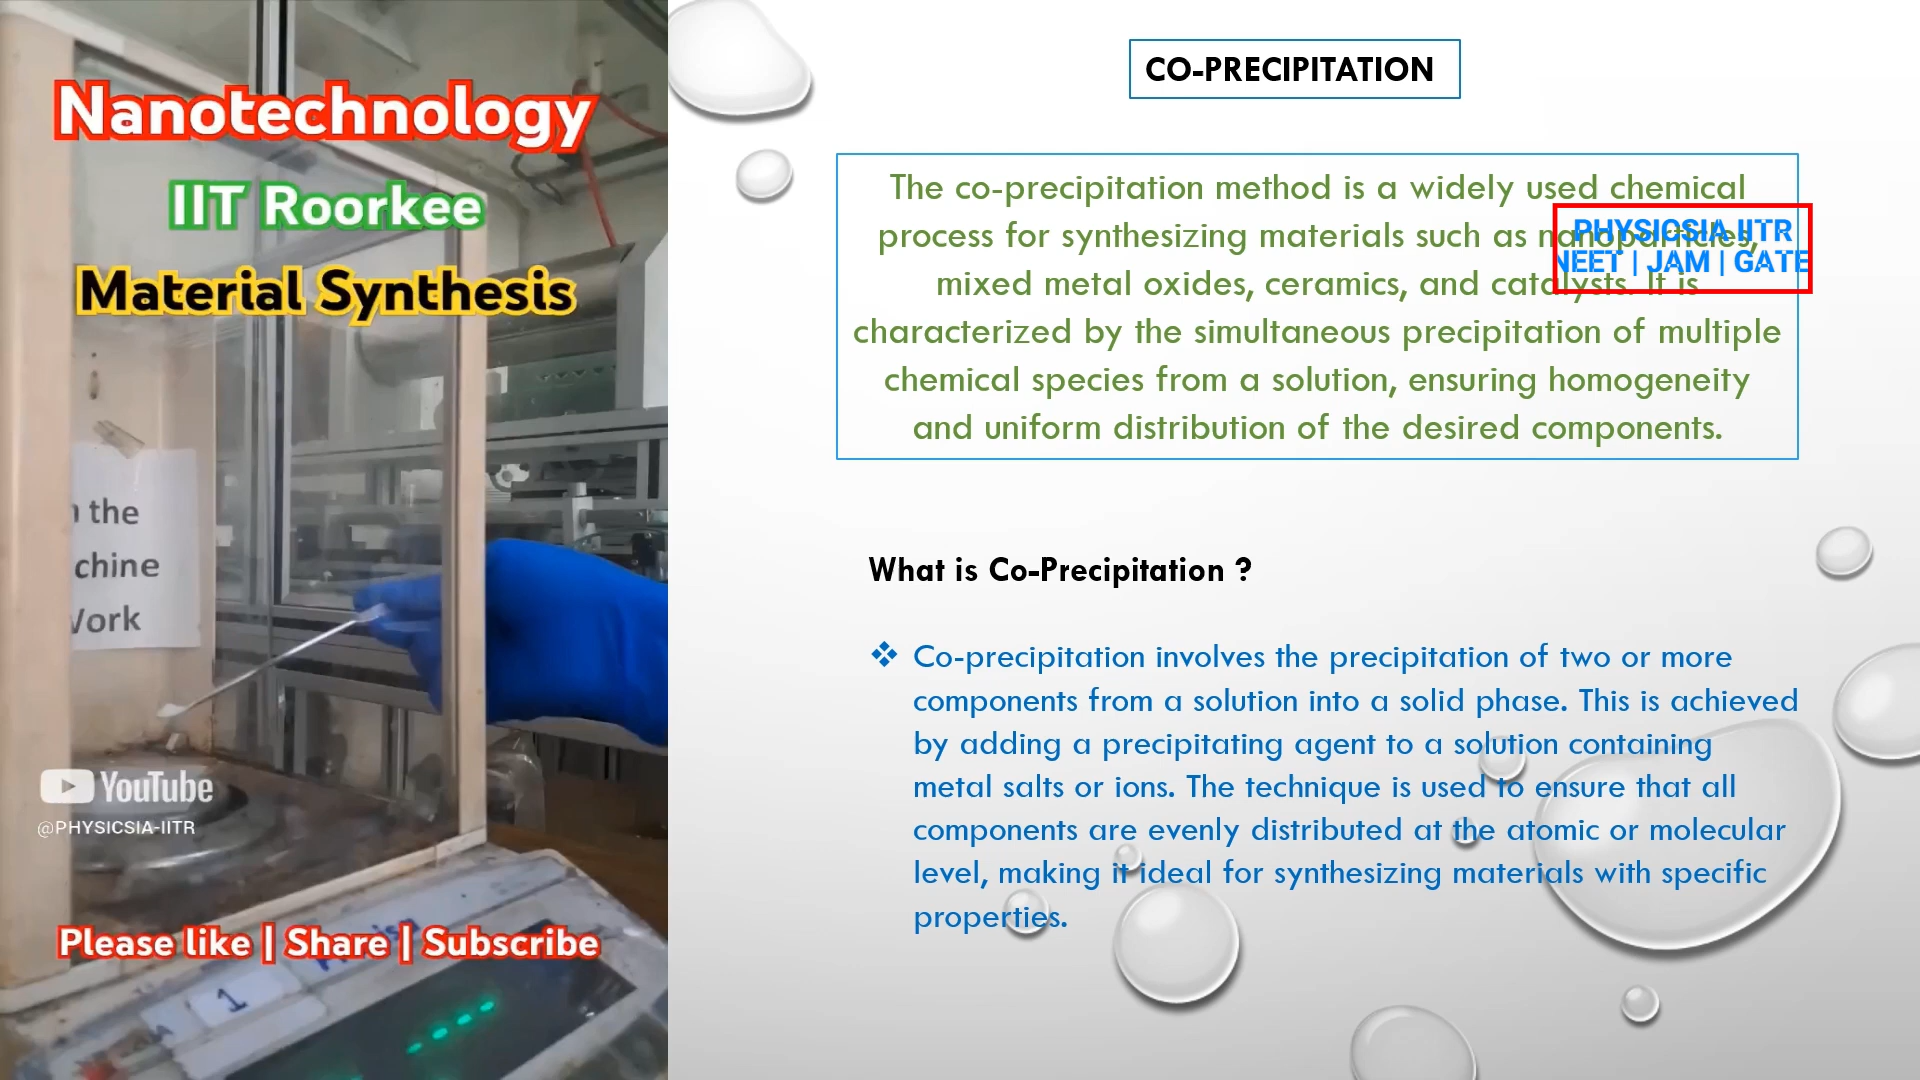 Nanotechnology
IIT Roorkee
Material Synthesis
n the
chine
Work
YouTube
@PHYSICSIA-IITR
Please like | Share | Subscribe
1
CO-PRECIPITATION
The co-precipitation method is a widely used chemical
process for synthesizing materials such as nanoparticles,
mixed metal oxides, ceramics, and catalysts. It is
characterized by the simultaneous precipitation of multiple
chemical species from a solution, ensuring homogeneity
and uniform distribution of the desired components.
PHYSICSIA IITR
NEET | JAM | GATE
What is Co-Precipitation ?
❖ Co-precipitation involves the precipitation of two or more
components from a solution into a solid phase. This is achieved
by adding a precipitating agent to a solution containing
metal salts or ions. The technique is used to ensure that all
components are evenly distributed at the atomic or molecular
level, making it ideal for synthesizing materials with specific
properties.